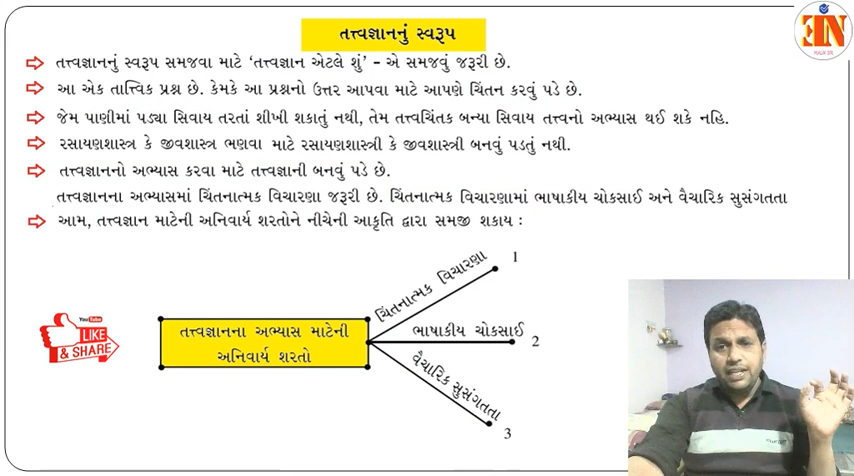 તત્ત્વજ્ઞાનનું સ્વરૂપ
EIN
તત્ત્વજ્ઞાનનું સ્વરૂપ સમજવા માટે ‘તત્ત્વજ્ઞાન એટલે શું’ - એ સમજવું જરૂરી છે.
આ એક તાત્ત્વિક પ્રશ્ન છે. કેમકે આ પ્રશ્નનો ઉત્તર આપવા માટે આપણે ચિંતન કરવું પડે છે.
જેમ પાણીમાં પડ્યા સિવાય તરતાં શીખી શકાતું નથી, તેમ તત્ત્વચિંતક બન્યા સિવાય તત્ત્વનો અભ્યાસ થઈ શકે નહિ.
રસાયણશાસ્ત્ર કે જીવશાસ્ત્ર ભણવા માટે રસાયણશાસ્ત્રી કે જીવશાસ્ત્રી બનવું પડતું નથી.
તત્ત્વજ્ઞાનનો અભ્યાસ કરવા માટે તત્ત્વજ્ઞાની બનવું પડે છે.
તત્ત્વજ્ઞાનના અભ્યાસમાં ચિંતનાત્મક વિચારણા જરૂરી છે. ચિંતનાત્મક વિચારણામાં ભાષાકીય ચોકસાઈ અને વૈચારિક સુસંગતતા
આમ, તત્ત્વજ્ઞાન માટેની અનિવાર્ય શરતોને નીચેની આકૃતિ દ્વારા સમજી શકાય :
ચિંતનાત્મક વિચારણા 1
તત્ત્વજ્ઞાનના અભ્યાસ માટેની
અનિવાર્ય શરતો
ભાષાકીય ચોકસાઈ 2
વૈચારિક સુસંગતતા 3
You Tube
LIKE
& SHARE